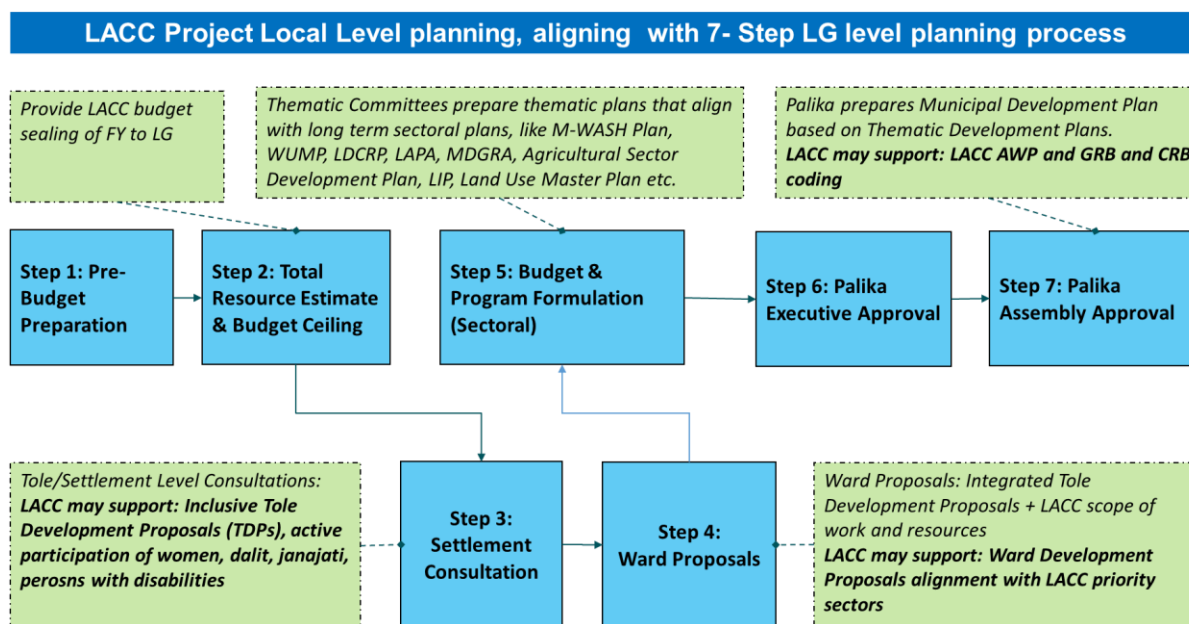 LACC Project Local Level planning, aligning with 7- Step LG level planning process
Provide LACC budget
sealing of FY to LG
Thematic Committees prepare thematic plans that align
with long term sectoral plans, like M-WASH Plan,
WUMP, LDCRP, LAPA, MDGRA, Agricultural Sector
Development Plan, LIP, Land Use Master Plan etc.
Palika prepares Municipal Development Plan
based on Thematic Development Plans.
LACC may support: LACC AWP and GRB and CRB
coding
Step 1: Pre-
Budget
Preparation
Step 2: Total
Resource Estimate
& Budget Ceiling
Step 5: Budget &
Program Formulation
(Sectoral)
Step 6: Palika
Executive Approval
Step 7: Palika
Assembly Approval
Tole/Settlement Level Consultations:
LACC may support: Inclusive Tole
Development Proposals (TDPs), active
participation of women, dalit, janajati,
perosns with disabilities
Step 3:
Settlement
Consultation
Step 4:
Ward Proposals
Ward Proposals: Integrated Tole
Development Proposals + LACC scope of
work and resources
LACC may support: Ward Development
Proposals alignment with LACC priority
sectors